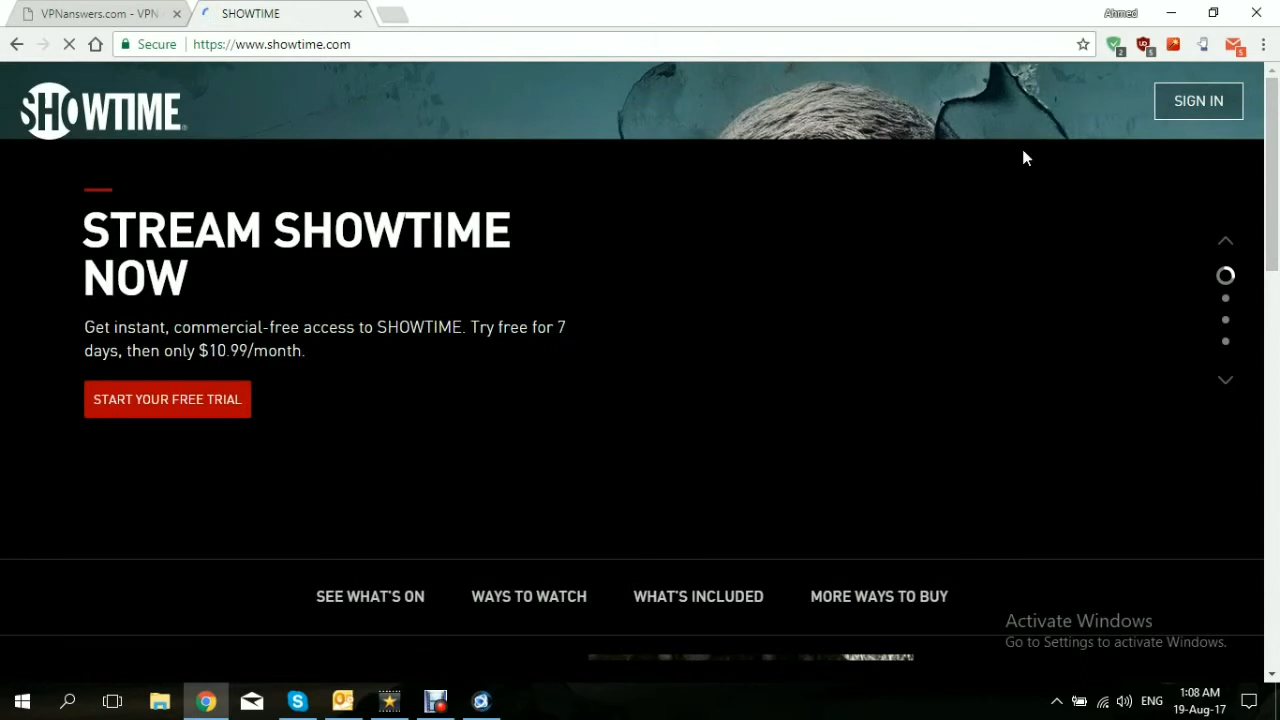 VPNanswers.com - VPN
SHOWTIME
Ahmed
Secure
https://www.showtime.com
2
5
5
SHOWTIME
SIGN IN
STREAM SHOWTIME
NOW
Get instant, commercial-free access to SHOWTIME. Try free for 7
days, then only $10.99/month.
START YOUR FREE TRIAL
SEE WHAT'S ON
WAYS TO WATCH
WHAT'S INCLUDED
MORE WAYS TO BUY
Activate Windows
Go to Settings to activate Windows.
ENG
1:08 AM
19-Aug-17